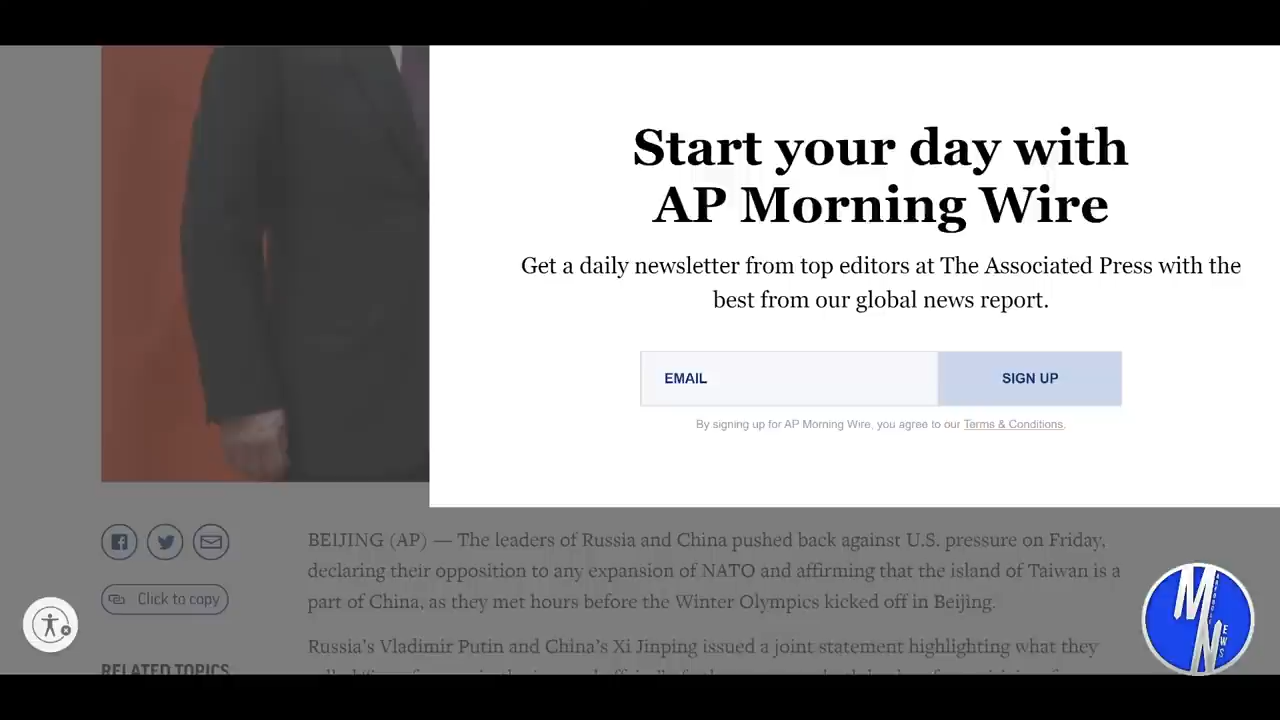 Start your day with
AP Morning Wire
Get a daily newsletter from top editors at The Associated Press with the
best from our global news report.
EMAIL
SIGN UP
By signing up for AP Morning Wire, you agree to our Terms & Conditions.
BEIJING (AP) — The leaders of Russia and China pushed back against U.S. pressure on Friday,
declaring their opposition to any expansion of NATO and affirming that the island of Taiwan is a
part of China, as they met hours before the Winter Olympics kicked off in Beijing.
Click to copy
Russia's Vladimir Putin and China's Xi Jinping issued a joint statement highlighting what they
RELATED TOPICS
M
N
EWS